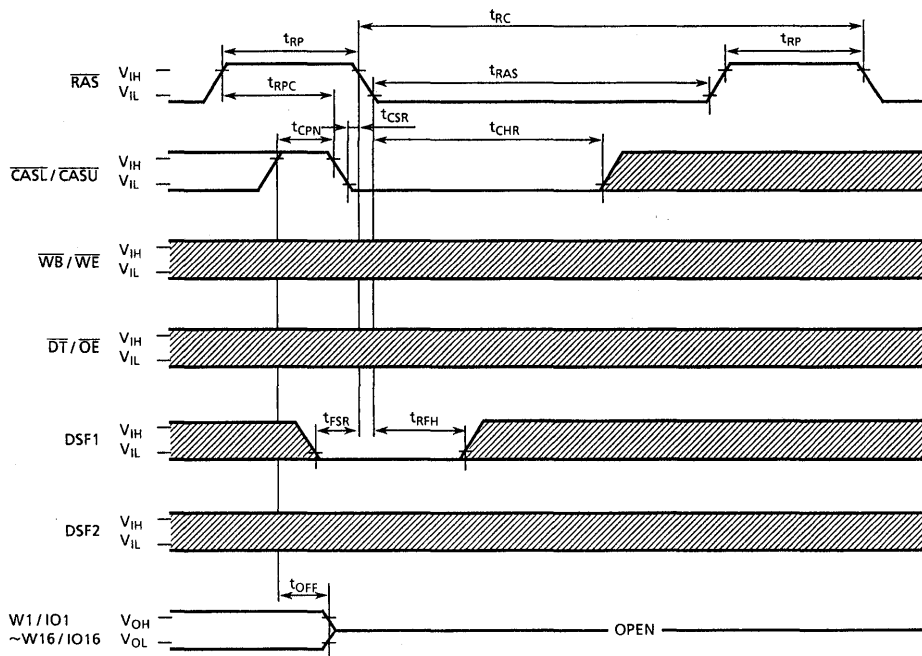 tRC
tRP
tRP
RAS
VIH
VIL
tRPC
tRAS
tCPN
tCSR
tCHR
CASL / CASU
VIH
VIL
WB / WE
VIH
VIL
DT / OE
VIH
VIL
DSF1
VIH
VIL
tFSR
tRFH
DSF2
VIH
VIL
tOFF
W1 / IO1
~W16 / IO16
VOH
VOL
OPEN